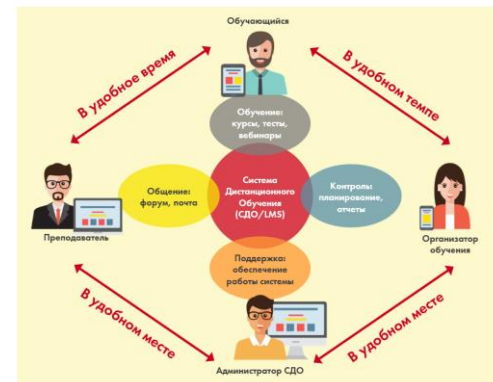 Обучающийся
В удобное время
В удобном темпе
Обучение:
курсы, тесты,
вебинары
Общение:
форум, почта
Система
Дистанционного
Обучения
(СДО/LMS)
Контроль:
планирование,
отчеты
Преподаватель
Организатор
обучения
Поддержка:
обеспечение
работы системы
В удобном месте
В удобном месте
Администратор СДО